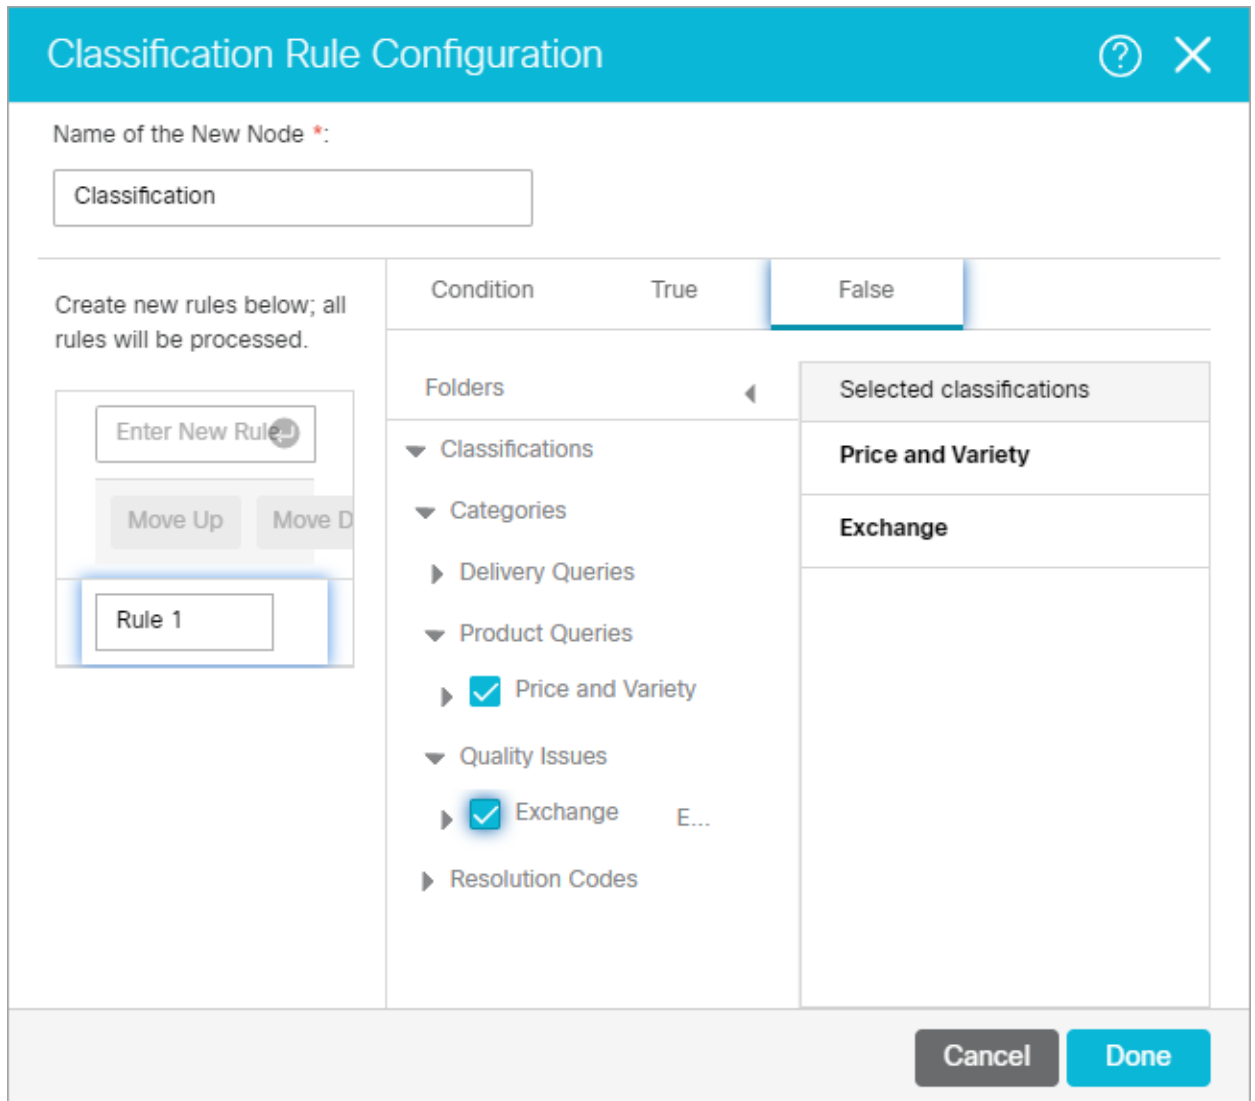 Classification Rule Configuration
Name of the New Node *:
Classification
Create new rules below; all
rules will be processed.
Enter New Rule
Move Up
Move D
Rule 1
Condition
True
False
Folders
Classifications
Categories
Delivery Queries
Product Queries
Price and Variety
Quality Issues
Exchange
E...
Resolution Codes
Selected classifications
Price and Variety
Exchange
Cancel
Done